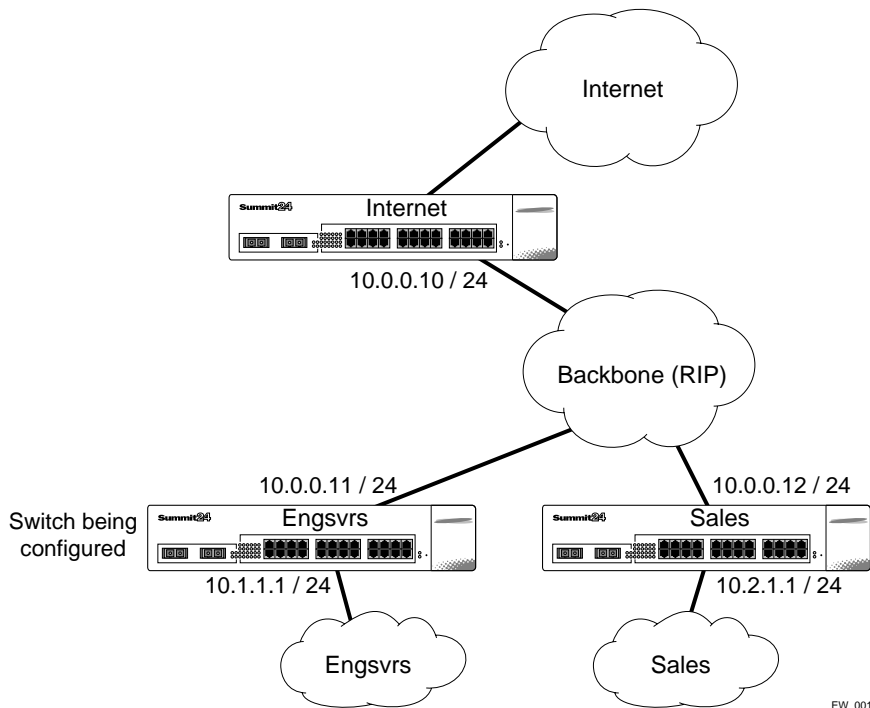 Internet
Summit24
Internet
10.0.0.10 / 24
Backbone (RIP)
10.0.0.11 / 24
10.0.0.12 / 24
Switch being
configured
Summit24
Engsvrs
Summit24
Sales
10.1.1.1 / 24
10.2.1.1 / 24
Engsvrs
Sales
EW_001